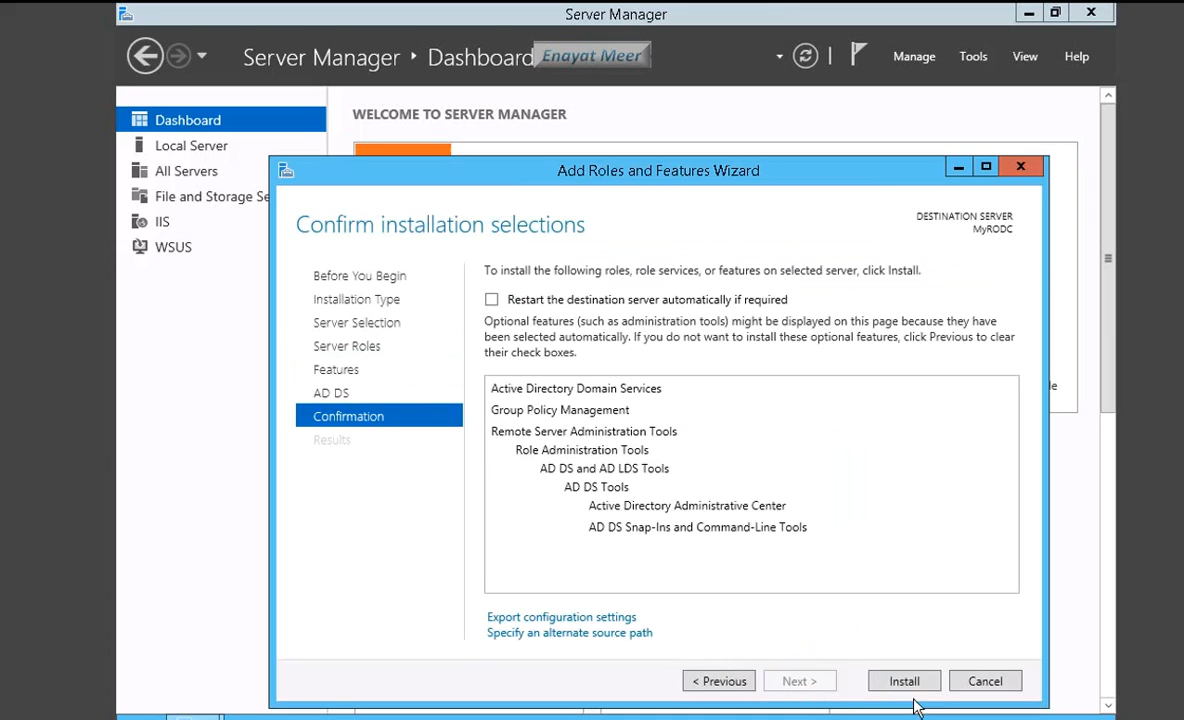 Server Manager
Server Manager ‣ Dashboard
Enayat Meer
Manage
Tools
View
Help
Dashboard
Local Server
All Servers
File and Storage Se
IIS
WSUS
WELCOME TO SERVER MANAGER
Add Roles and Features Wizard
Confirm installation selections
DESTINATION SERVER
MyRODC
Before You Begin
Installation Type
Server Selection
Server Roles
Features
AD DS
Confirmation
Results
To install the following roles, role services, or features on selected server, click Install.
Restart the destination server automatically if required
Optional features (such as administration tools) might be displayed on this page because they have
been selected automatically. If you do not want to install these optional features, click Previous to clear
their check boxes.
Active Directory Domain Services
Group Policy Management
Remote Server Administration Tools
Role Administration Tools
AD DS and AD LDS Tools
AD DS Tools
Active Directory Administrative Center
AD DS Snap-Ins and Command-Line Tools
Export configuration settings
Specify an alternate source path
< Previous
Next >
Install
Cancel